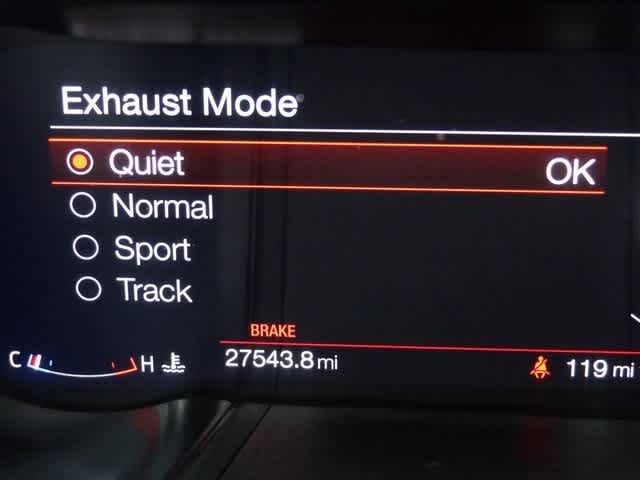 Exhaust Mode
Quiet OK
Normal
Sport
Track
BRAKE
C H 27543.8 mi 119 mi